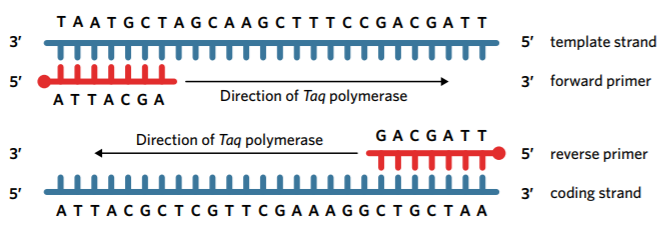 T A A T G C T A G C A A G C T T T C C G A C G A T T
3′ 5′ template strand
5′ 3′ forward primer
Direction of Taq polymerase
A T T A C G A
G A C G A T T
Direction of Taq polymerase
3′ 5′ reverse primer
5′ 3′ coding strand
A T T A C G C T C G T T C G A A A G G C T G C T A A